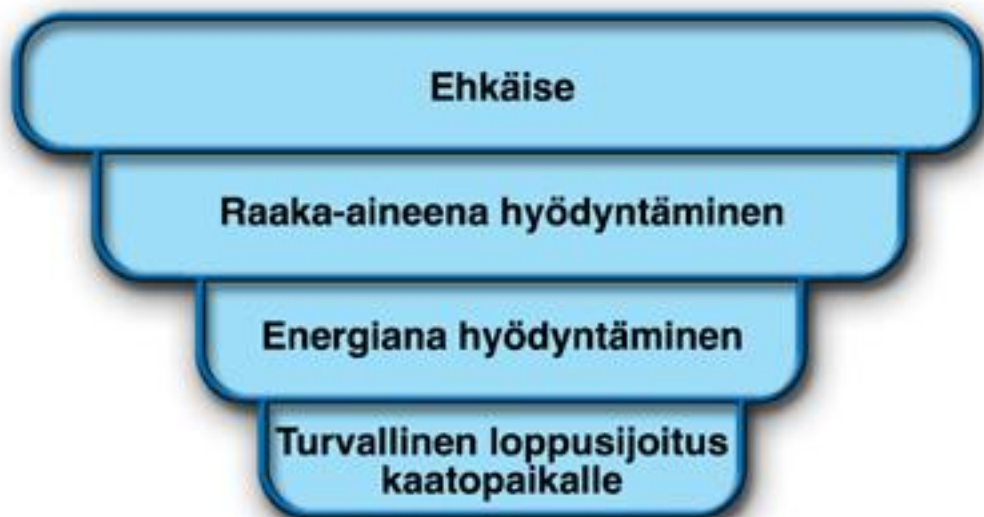 Ehkäise
Raaka-aineena hyödyntäminen
Energiana hyödyntäminen
Turvallinen loppusijoitus
kaatopaikalle